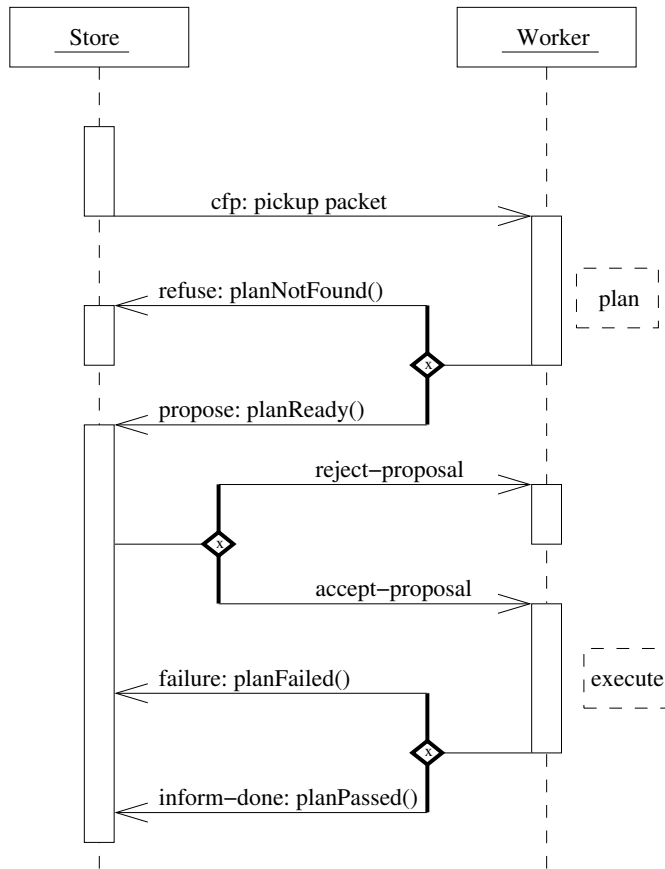 Store
Worker
cfp: pickup packet
refuse: planNotFound()
plan
x
propose: planReady()
reject−proposal
x
accept−proposal
failure: planFailed()
execute
x
inform−done: planPassed()